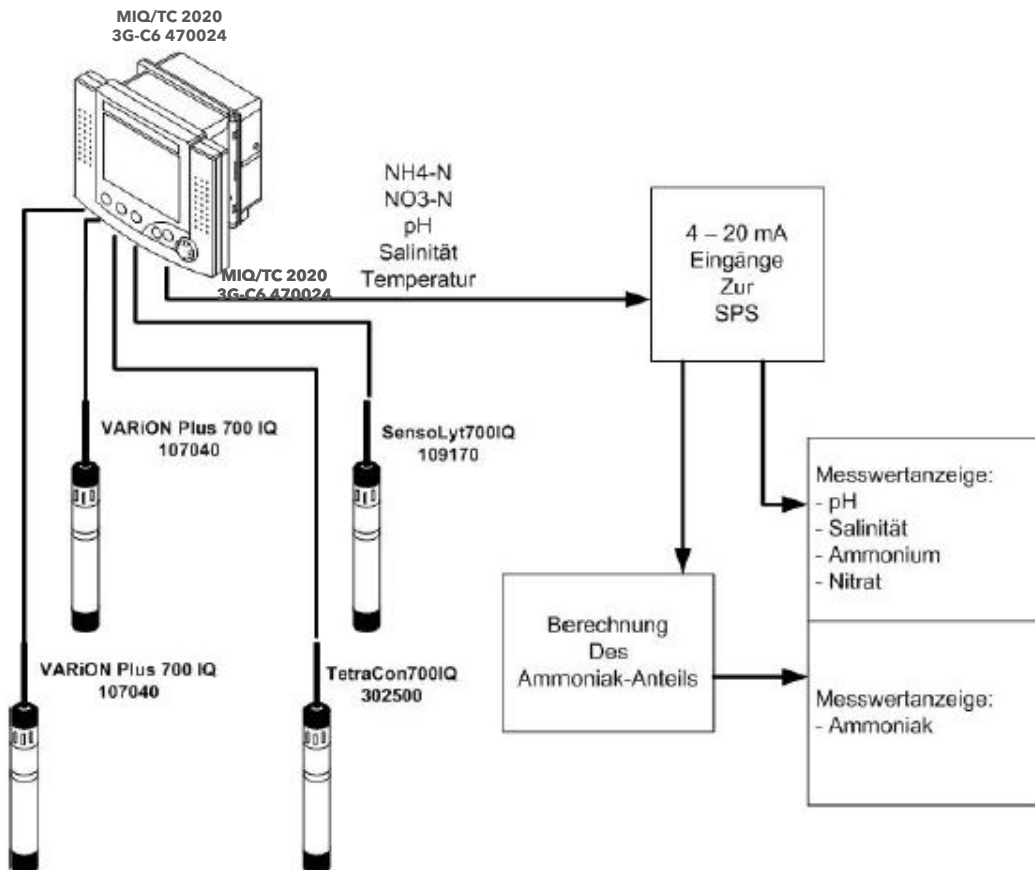 MIQ/TC 2020
3G-C6 470024
NH4-N
NO3-N
pH
Salinität
Temperatur
4 – 20 mA
Eingänge
Zur
SPS
MIQ/TC 2020
3G-C6 470024
VARiON Plus 700 IQ
107040
SensoLyt700IQ
109170
Messwertanzeige:
- pH
- Salinität
- Ammonium
- Nitrat
Berechnung
Des
Ammoniak-Anteils
VARiON Plus 700 IQ
107040
TetraCon700IQ
302500
Messwertanzeige:
- Ammoniak